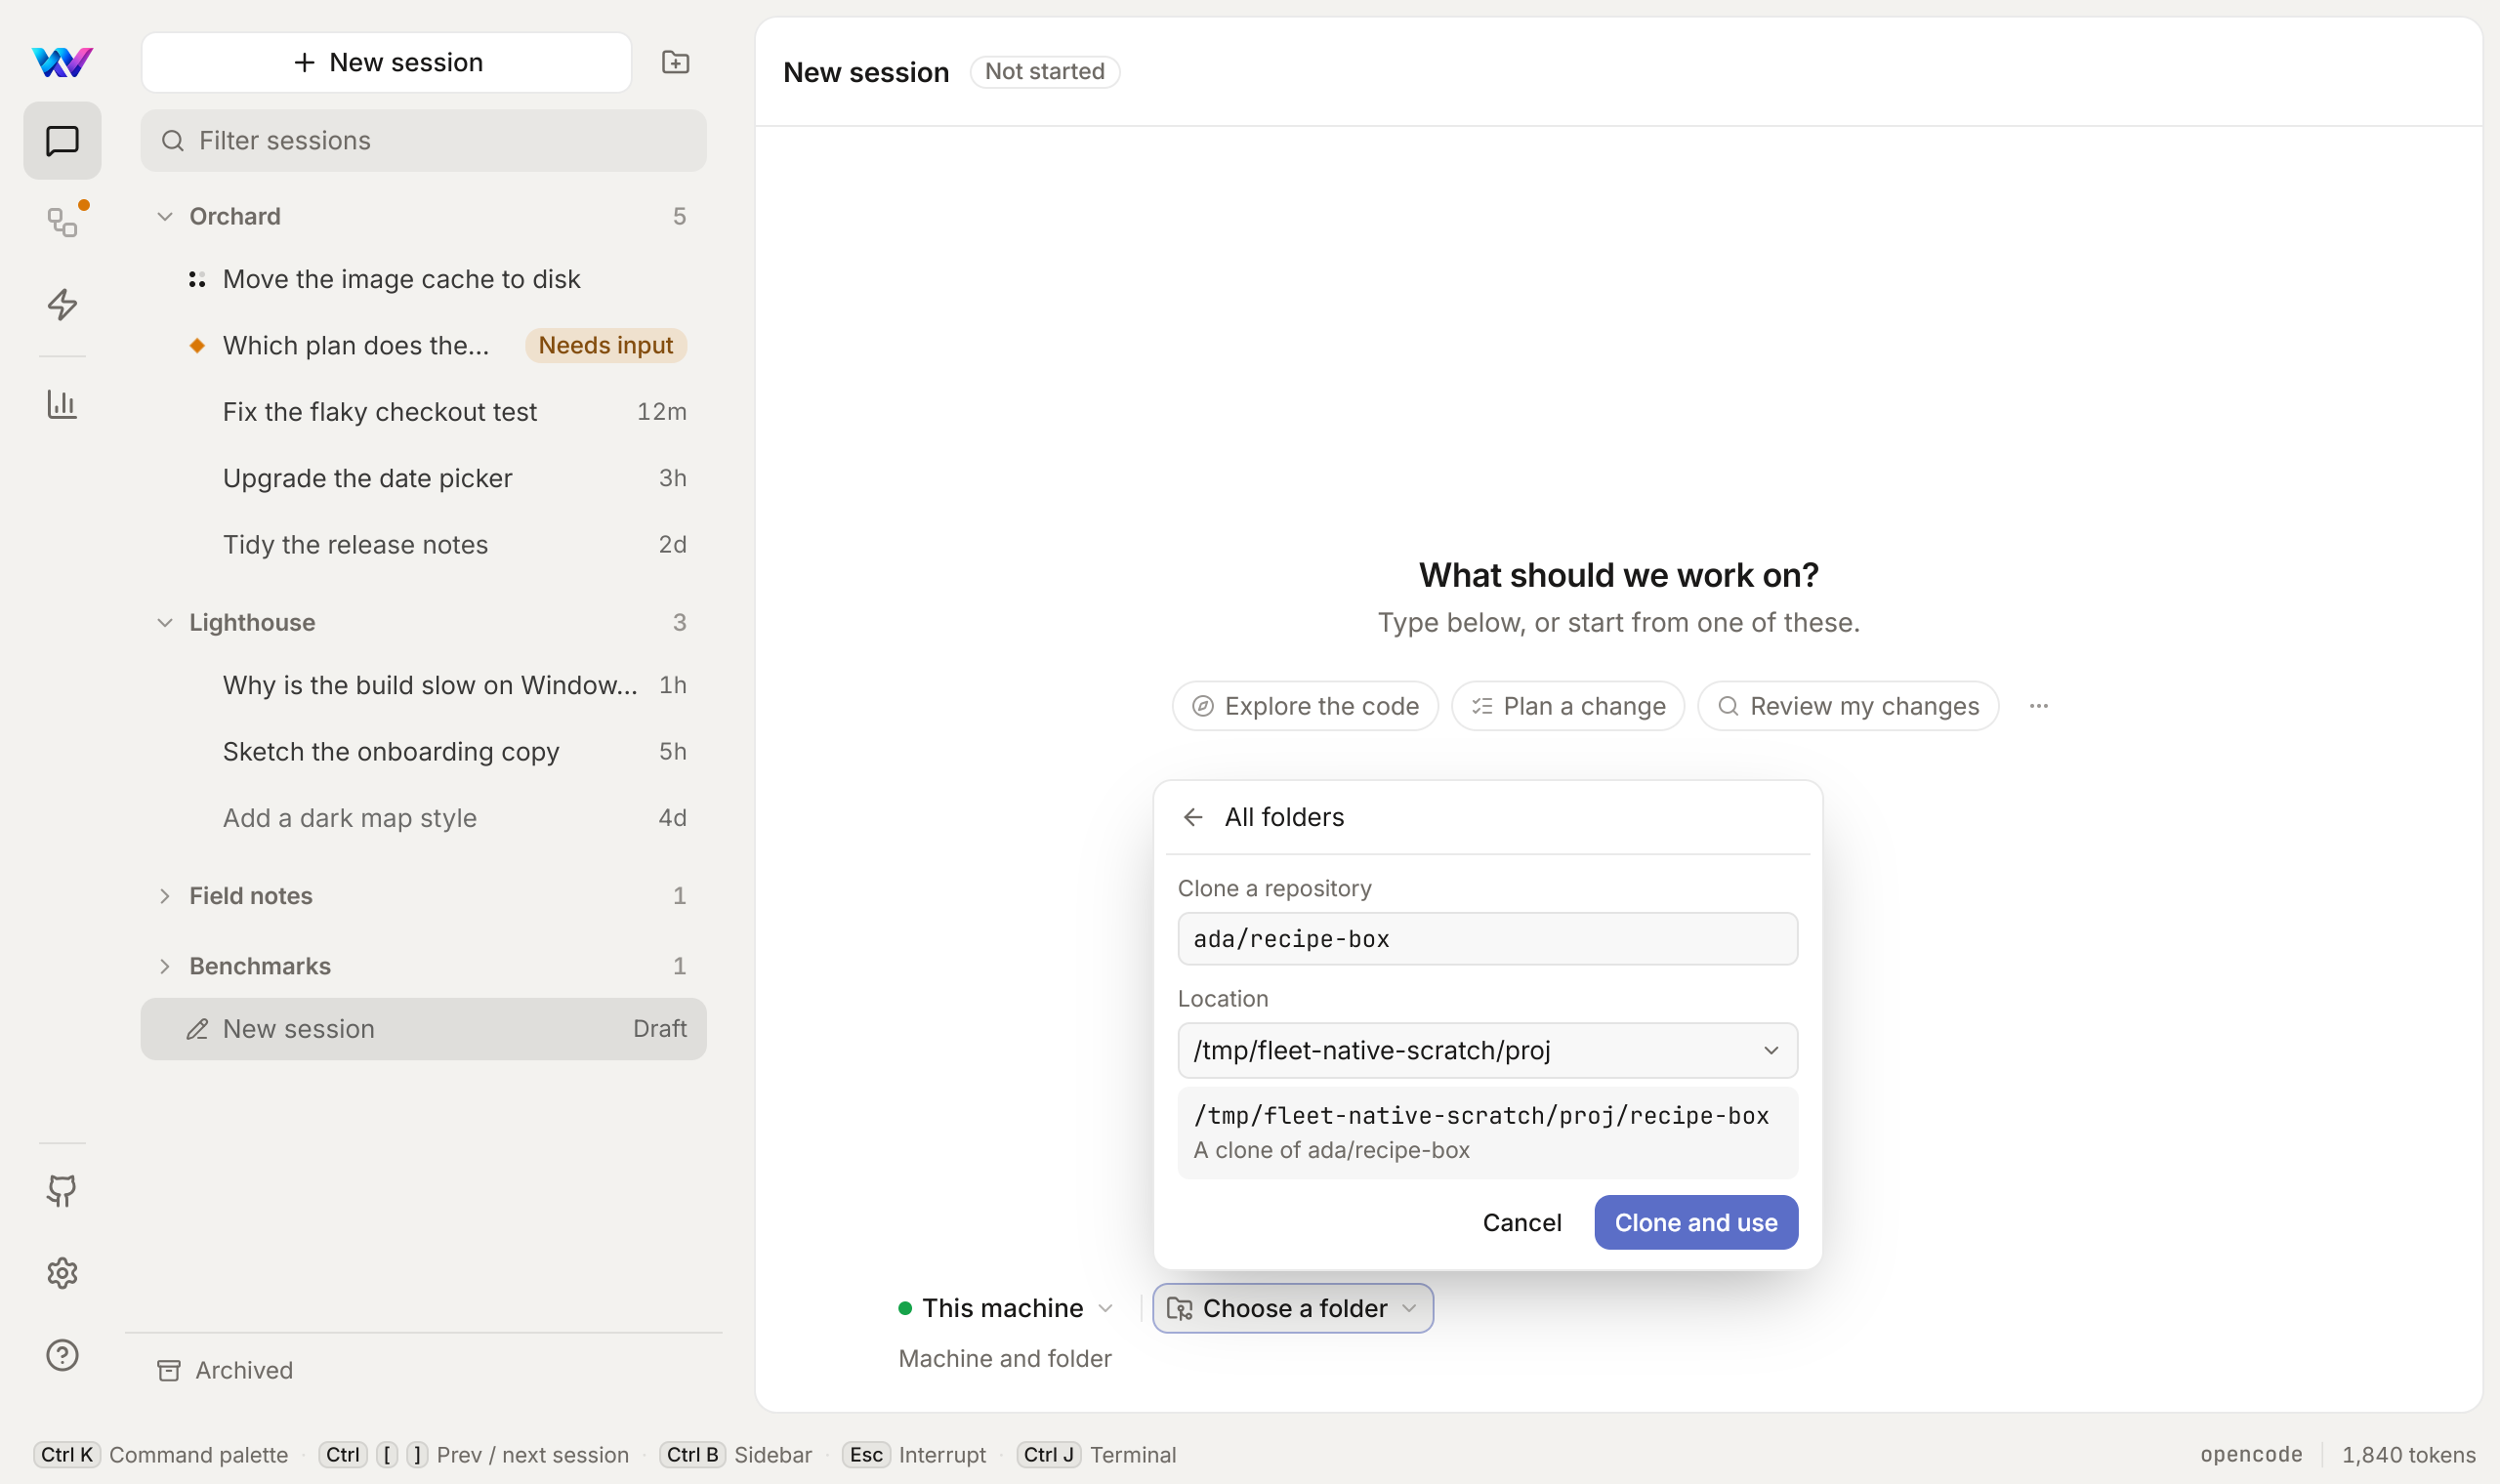 New session
Filter sessions
Orchard 5
Move the image cache to disk
Which plan does the... Needs input
Fix the flaky checkout test 12m
Upgrade the date picker 3h
Tidy the release notes 2d
Lighthouse 3
Why is the build slow on Window... 1h
Sketch the onboarding copy 5h
Add a dark map style 4d
Field notes 1
Benchmarks 1
New session Draft
Archived
New session Not started
What should we work on?
Type below, or start from one of these.
Explore the code Plan a change Review my changes
All folders
Clone a repository
ada/recipe-box
Location
/tmp/fleet-native-scratch/proj
/tmp/fleet-native-scratch/proj/recipe-box
A clone of ada/recipe-box
Cancel Clone and use
This machine Choose a folder
Machine and folder
Ctrl K Command palette · Ctrl [ ] Prev / next session · Ctrl B Sidebar · Esc Interrupt · Ctrl J Terminal opencode 1,840 tokens